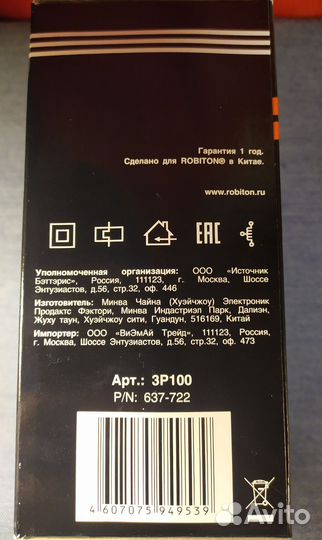 Гарантия 1 год.
Сделано для ROBITON® в Китае.
www.robiton.ru
EAC
Уполномоченная организация: ООО «Источник
Бэттэрис», Россия, 111123, г. Москва, Шоссе
Энтузиастов, д.56, стр.32, оф. 446
Изготовитель: Минва Чайна (Хуэйчжоу) Электроник
Продактс Фэктори, Минва Индастриэл Парк, Далиэн,
Жуху таун, Хуэйчжоу сити, Гуандун, 516169, Китай
Импортер: ООО «ВиЭмАй Трейд», 111123, Россия,
г. Москва, Шоссе Энтузиастов, д.56, стр.32, оф. 473
Арт.: 3P100
P/N: 637-722
4 607075 949539
Avito